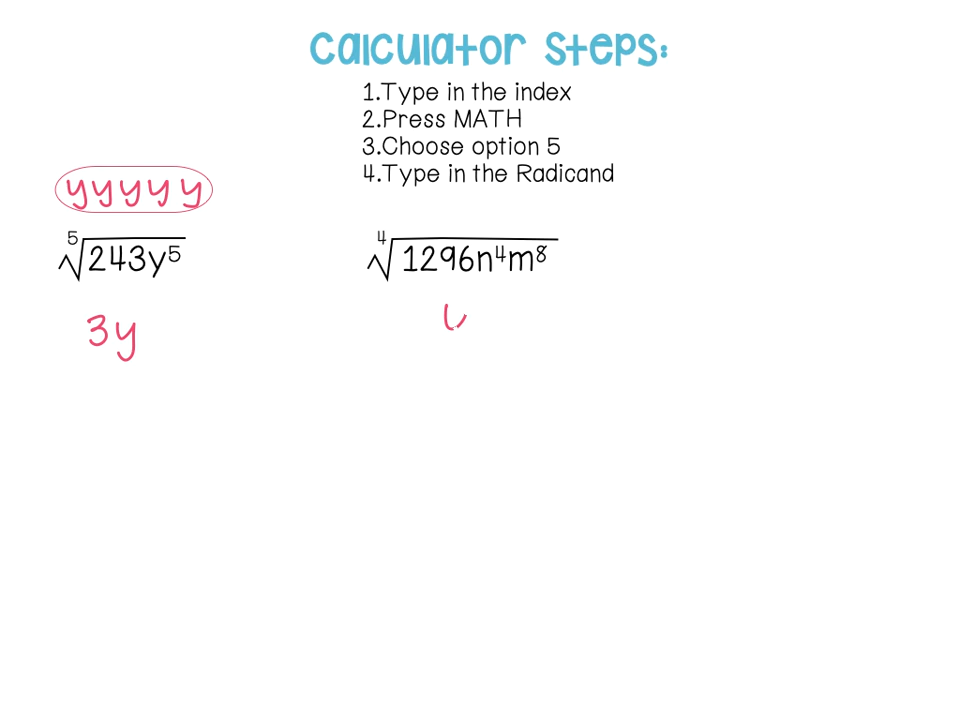 Calculator Steps:
1.Type in the index
2.Press MATH
3.Choose option 5
4.Type in the Radicand
yyyyy
⁵√243y⁵
⁴√1296n⁴m⁸
3y